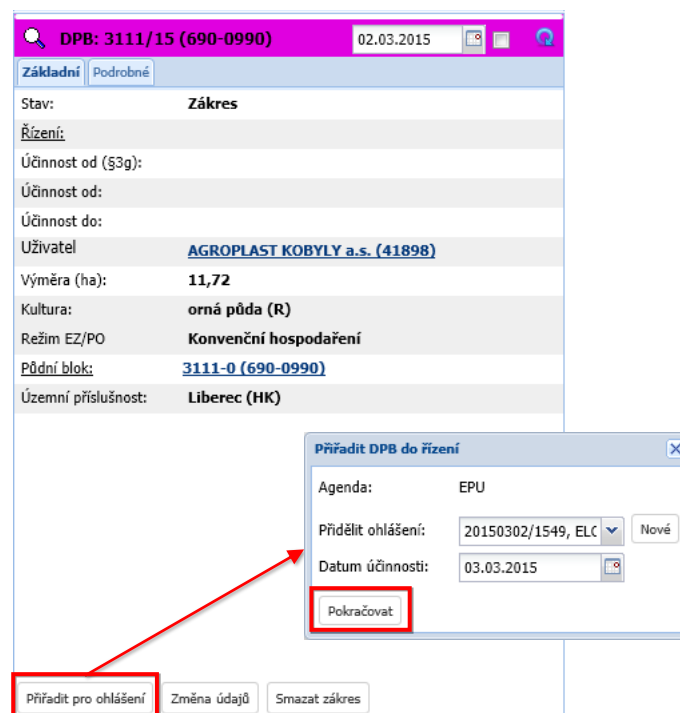 DPB: 3111/15 (690-0990) 02.03.2015
Základní Podrobné
Stav: Zákres
Řízení:
Účinnost od (§3g):
Účinnost od:
Účinnost do:
Uživatel AGROPLAST KOBYLY a.s. (41898)
Výměra (ha): 11,72
Kultura: orná půda (R)
Režim EZ/PO Konvenční hospodaření
Půdní blok: 3111-0 (690-0990)
Územní příslušnost: Liberec (HK)
Přiřadit DPB do řízení
Agenda: EPU
Přidělit ohlášení: 20150302/1549, ELO Nové
Datum účinnosti: 03.03.2015
Pokračovat
Přiřadit pro ohlášení Změna údajů Smazat zákres